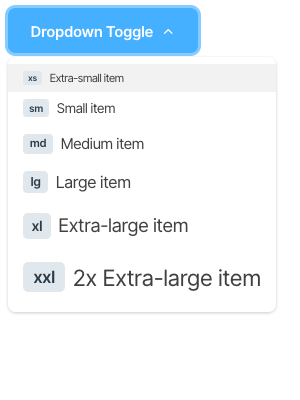 Dropdown Toggle
xs Extra-small item
sm Small item
md Medium item
lg Large item
xl Extra-large item
xxl 2x Extra-large item